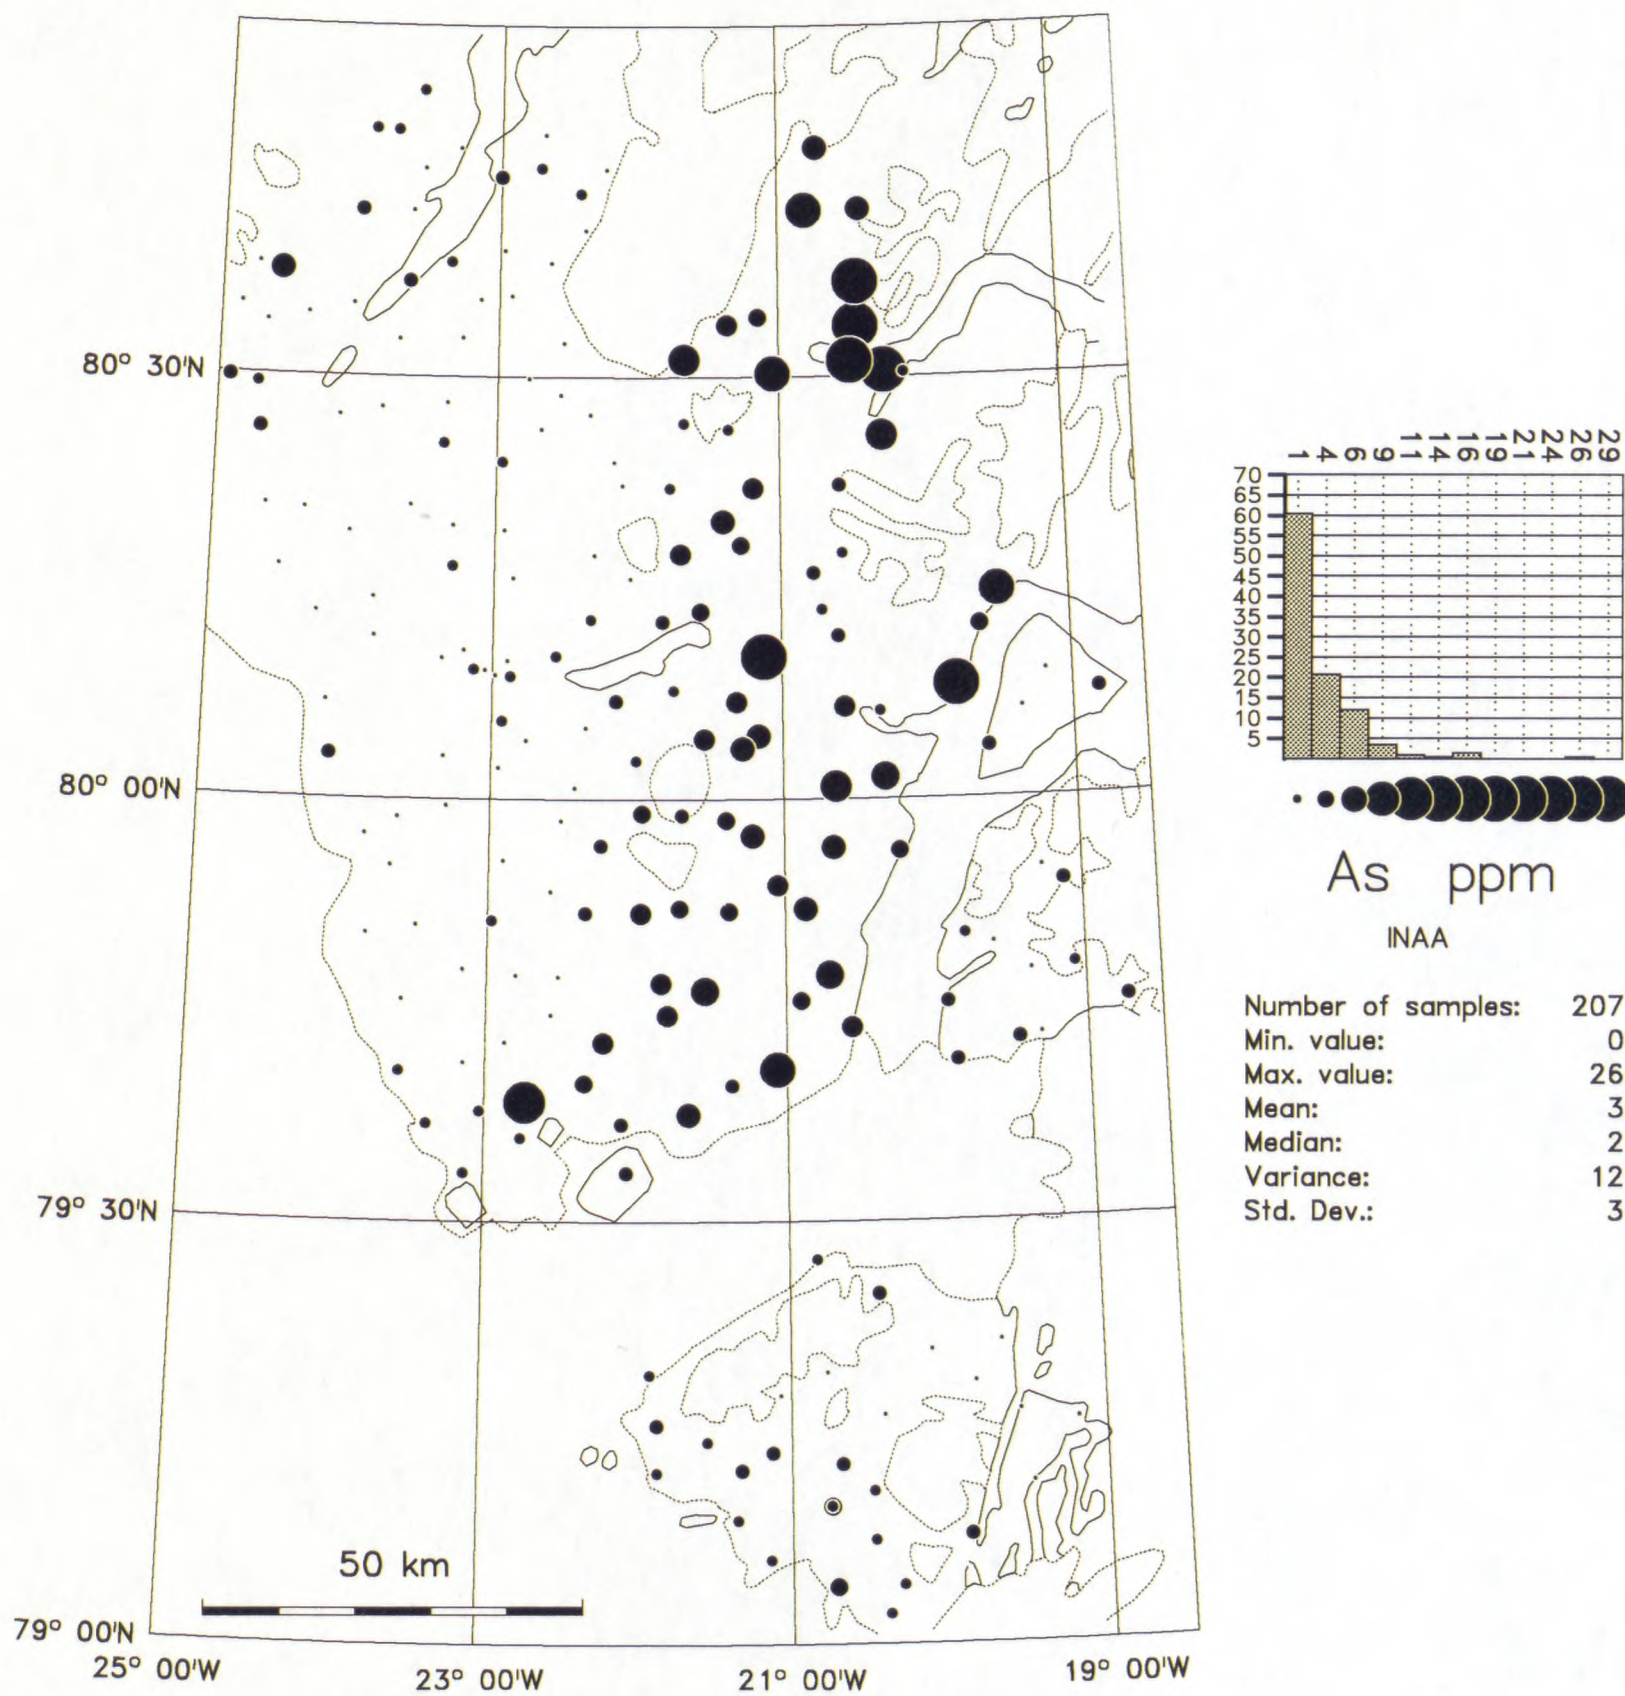 80° 30'N
80° 00'N
79° 30'N
79° 00'N
25° 00'W
23° 00'W
21° 00'W
19° 00'W
50 km
1 4 6 9 11 14 16 19 21 24 26 29
70
65
60
55
50
45
40
35
30
25
20
15
10
5
As ppm
INAA
Number of samples: 207
Min. value: 0
Max. value: 26
Mean: 3
Median: 2
Variance: 12
Std. Dev.: 3